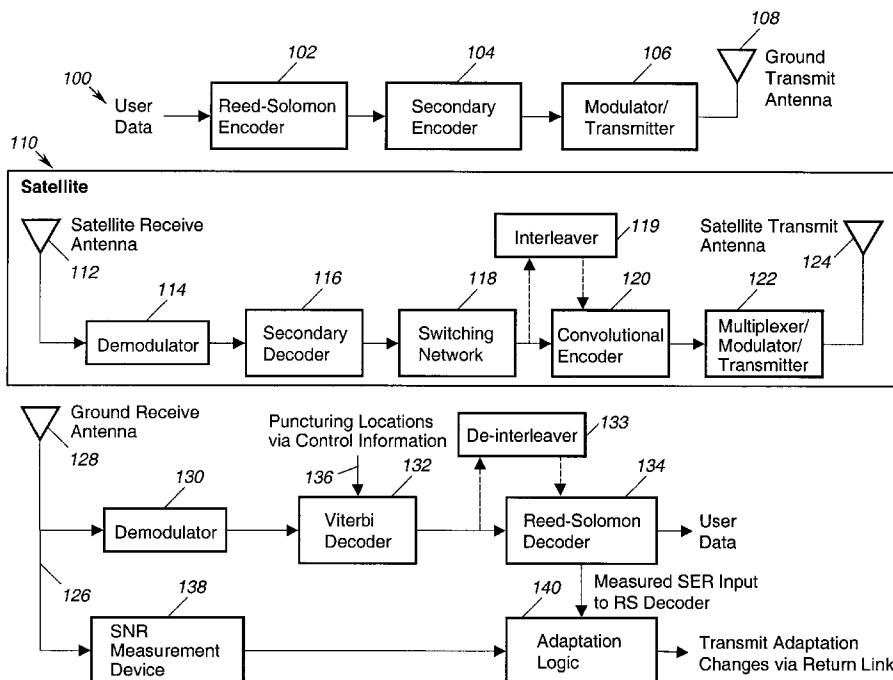 100
User
Data
102
Reed-Solomon
Encoder
104
Secondary
Encoder
106
Modulator/
Transmitter
108
Ground
Transmit
Antenna
110
Satellite
Satellite Receive
Antenna
112
114
Demodulator
116
Secondary
Decoder
118
Switching
Network
Interleaver
119
120
Convolutional
Encoder
122
Multiplexer/
Modulator/
Transmitter
Satellite Transmit
Antenna
124
Ground Receive
Antenna
128
130
Demodulator
Puncturing Locations
via Control Information
136
132
Viterbi
Decoder
De-interleaver
133
134
Reed-Solomon
Decoder
User
Data
126
138
SNR
Measurement
Device
Measured SER Input
to RS Decoder
140
Adaptation
Logic
Transmit Adaptation
Changes via Return Link